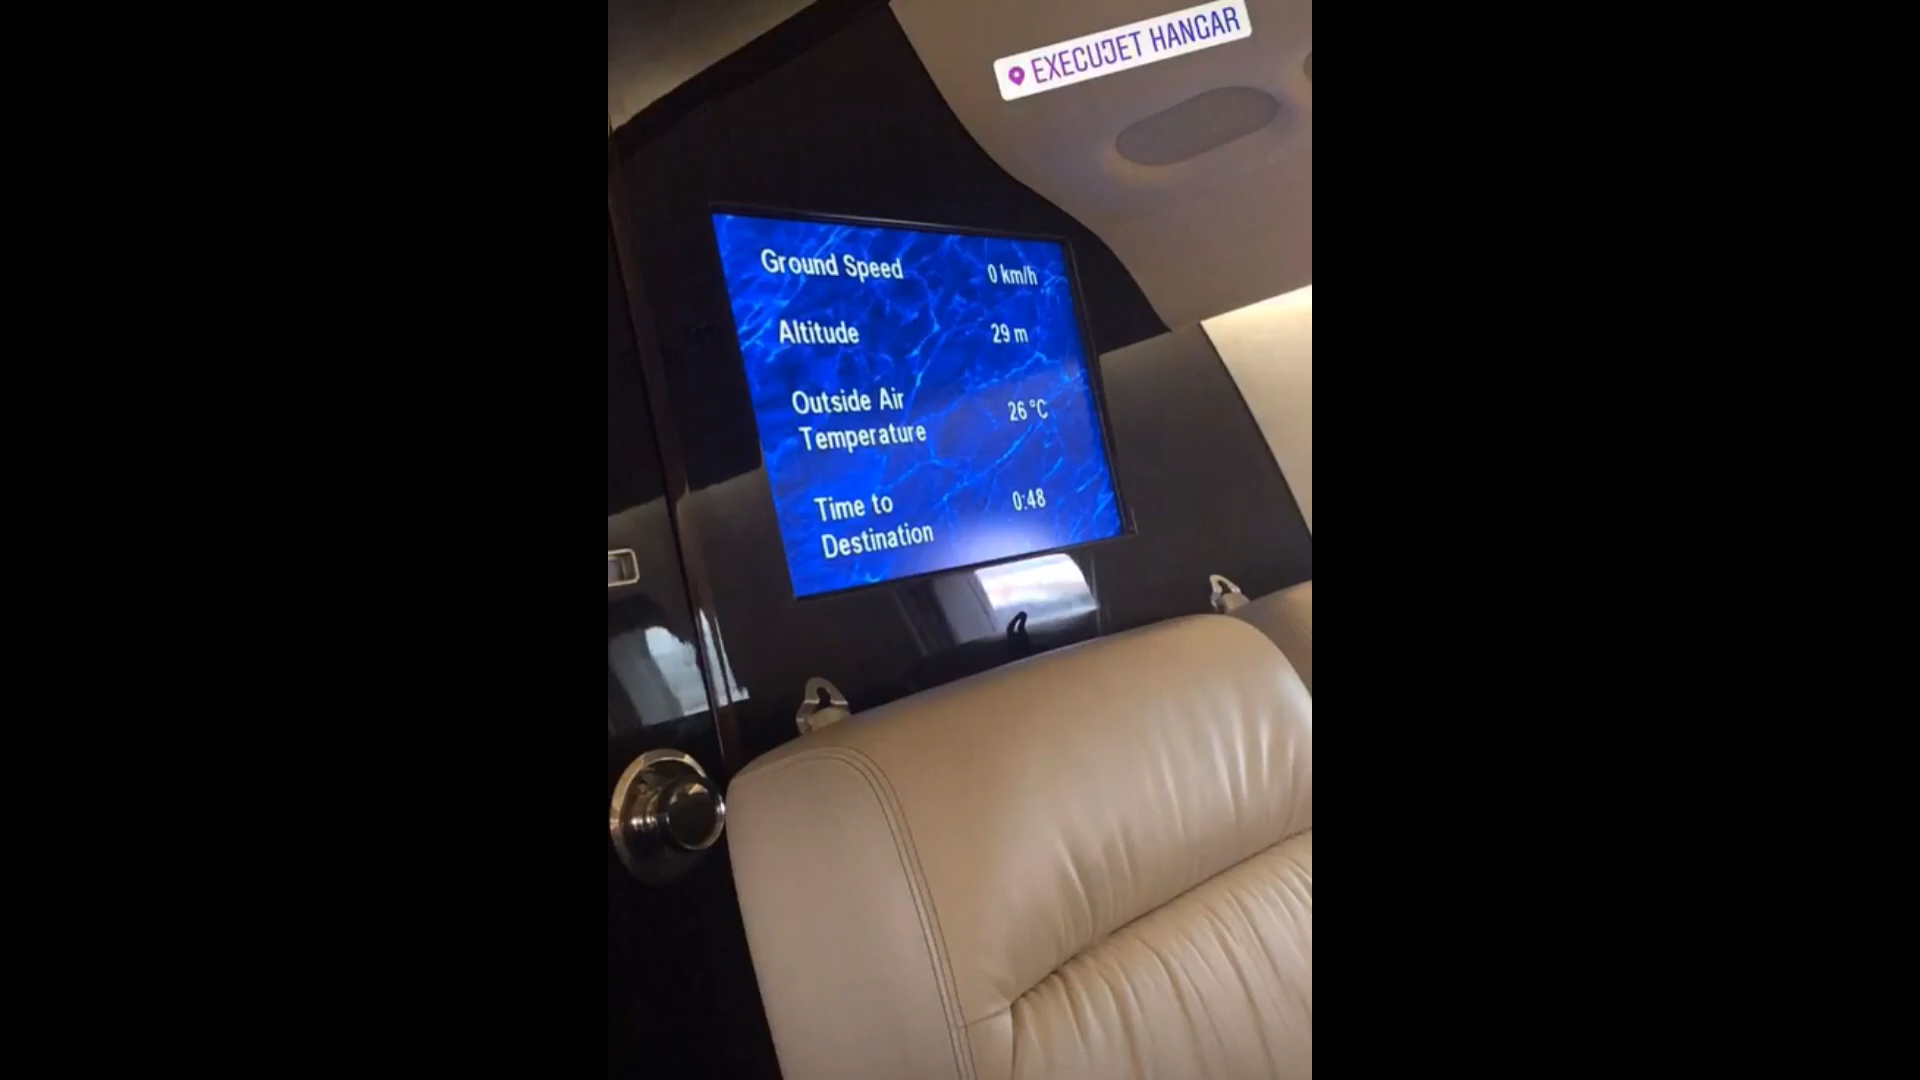 EXECUJET HANGAR
Ground Speed 0 km/h
Altitude 29 m
Outside Air
Temperature 26 °C
Time to
Destination 0:48